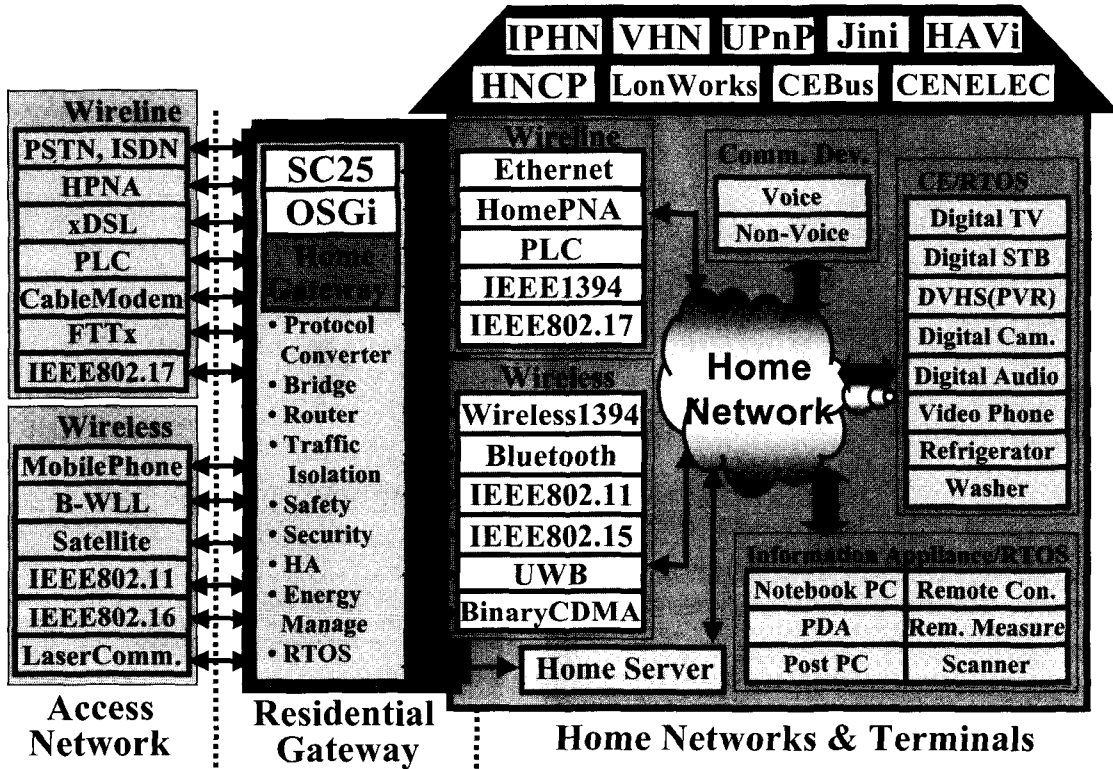 IPHN VHN UPnP Jini HAVi
HNCP LonWorks CEBus CENELEC
Wireline
PSTN, ISDN
HPNA
xDSL
PLC
CableModem
FTTx
IEEE802.17
Wireless
MobilePhone
B-WLL
Satellite
IEEE802.11
IEEE802.16
LaserComm.
Access
Network
SC25
OSGi
Home
Gateway
• Protocol
Converter
• Bridge
• Router
• Traffic
Isolation
• Safety
• Security
• HA
• Energy
Manage
• RTOS
Residential
Gateway
Wireline
Ethernet
HomePNA
PLC
IEEE1394
IEEE802.17
Wireless
Wireless1394
Bluetooth
IEEE802.11
IEEE802.15
UWB
BinaryCDMA
Home Server
Comm. Dev.
Voice
Non-Voice
Home
Network
CE/RTOS
Digital TV
Digital STB
DVHS(PVR)
Digital Cam.
Digital Audio
Video Phone
Refrigerator
Washer
Information Appliance/RTOS
Notebook PC Remote Con.
PDA Rem. Measure
Post PC Scanner
Home Networks & Terminals